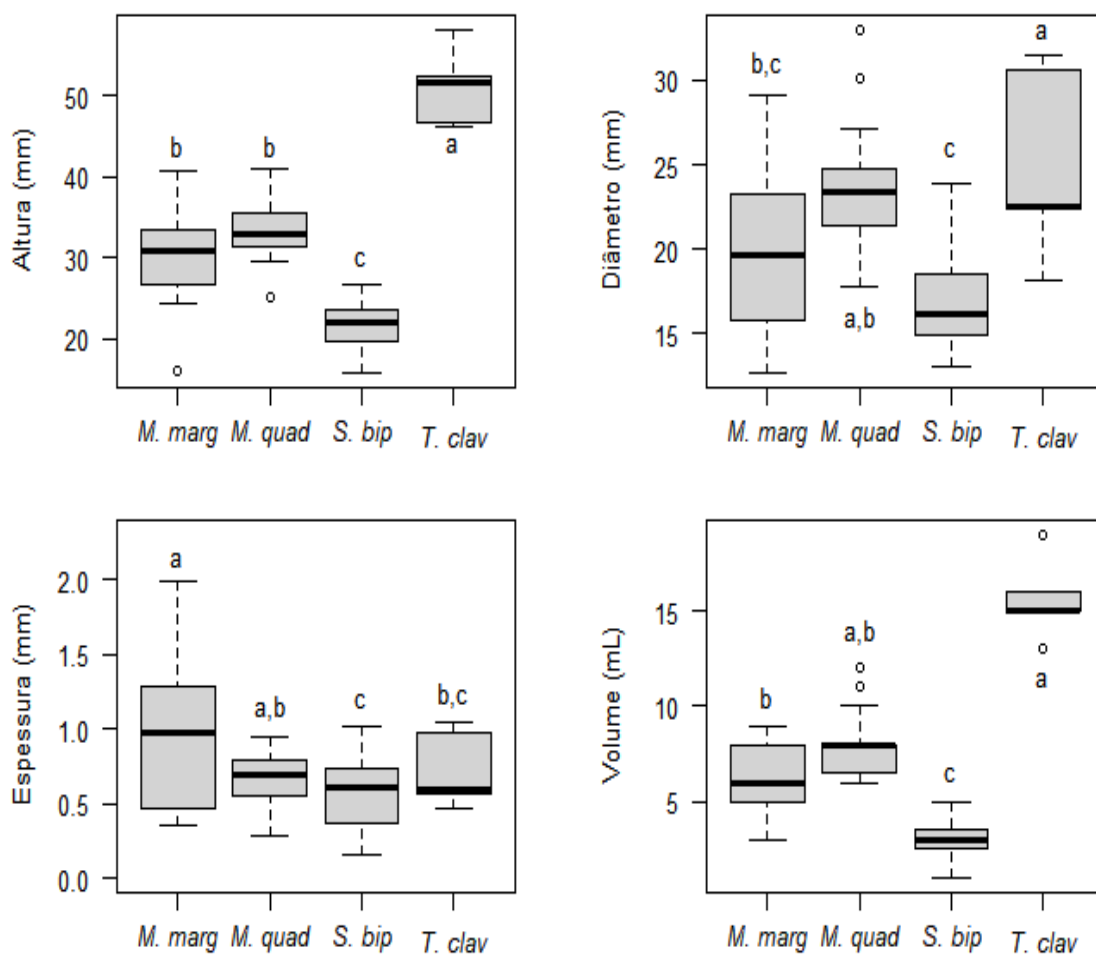 Altura (mm)
50
40
30
20
b
b
c
a
M. marg
M. quad
S. bip
T. clav
Diâmetro (mm)
30
25
20
15
b,c
a,b
c
a
M. marg
M. quad
S. bip
T. clav
Espessura (mm)
2.0
1.5
1.0
0.5
0.0
a
a,b
c
b,c
M. marg
M. quad
S. bip
T. clav
Volume (mL)
15
10
5
b
a,b
c
a
M. marg
M. quad
S. bip
T. clav